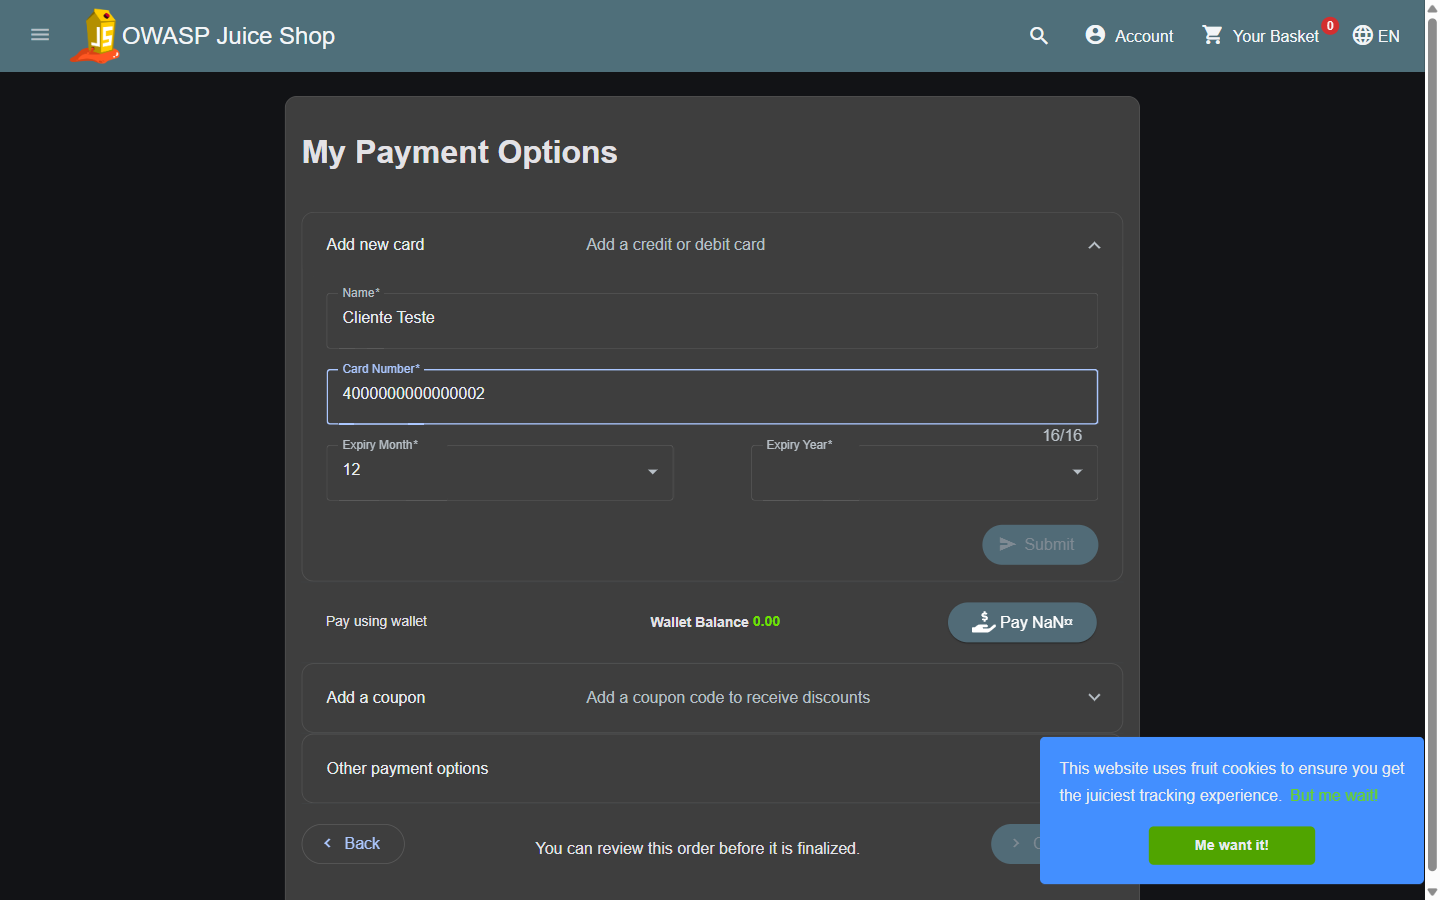 OWASP Juice Shop
Account
Your Basket
0
EN
My Payment Options
Add new card
Add a credit or debit card
Name*
Cliente Teste
Card Number*
4000000000000002
16/16
Expiry Month*
12
Expiry Year*
Submit
Pay using wallet
Wallet Balance 0.00
Pay NaN¤
Add a coupon
Add a coupon code to receive discounts
Other payment options
This website uses fruit cookies to ensure you get
the juiciest tracking experience. But me wait!
Me want it!
Back
You can review this order before it is finalized.